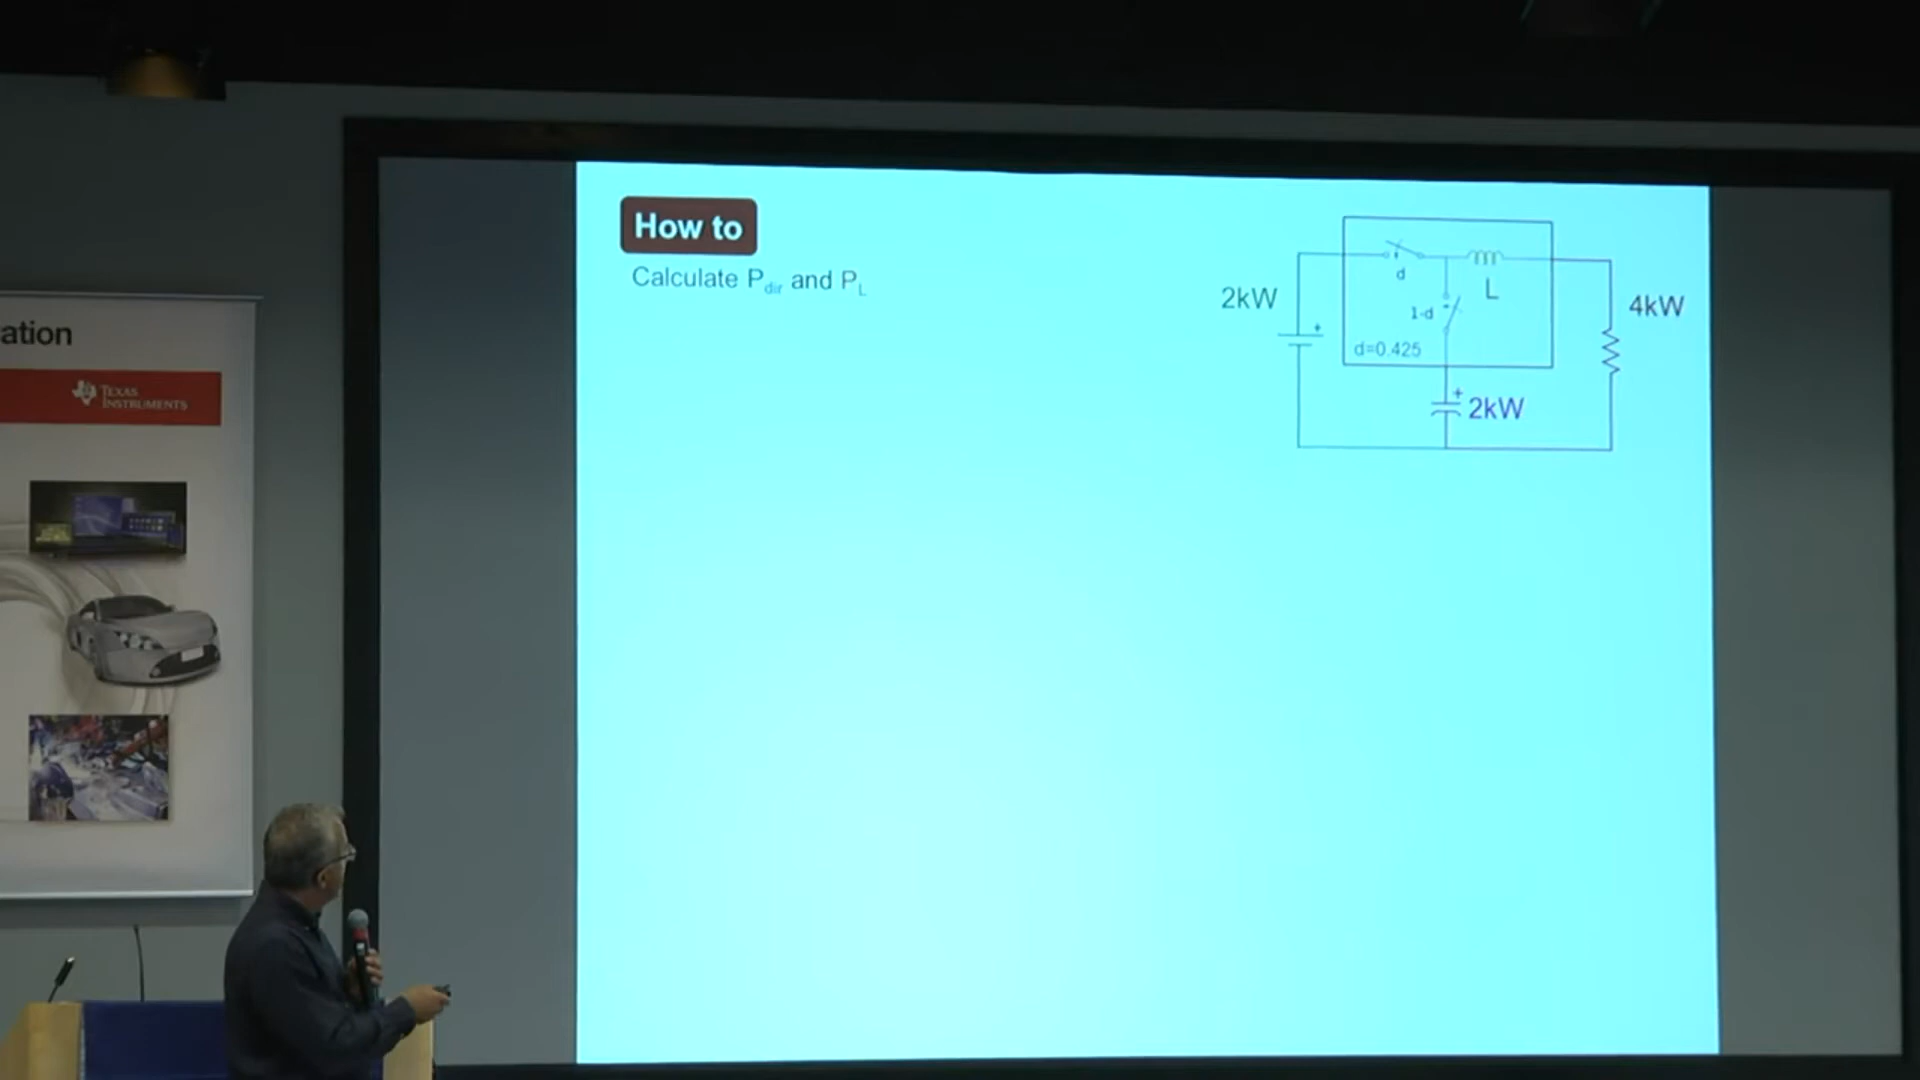 ation
TEXAS
INSTRUMENTS
How to
Calculate Pdir and PL
2kW
d
L
1-d
d=0.425
4kW
+
+
2kW